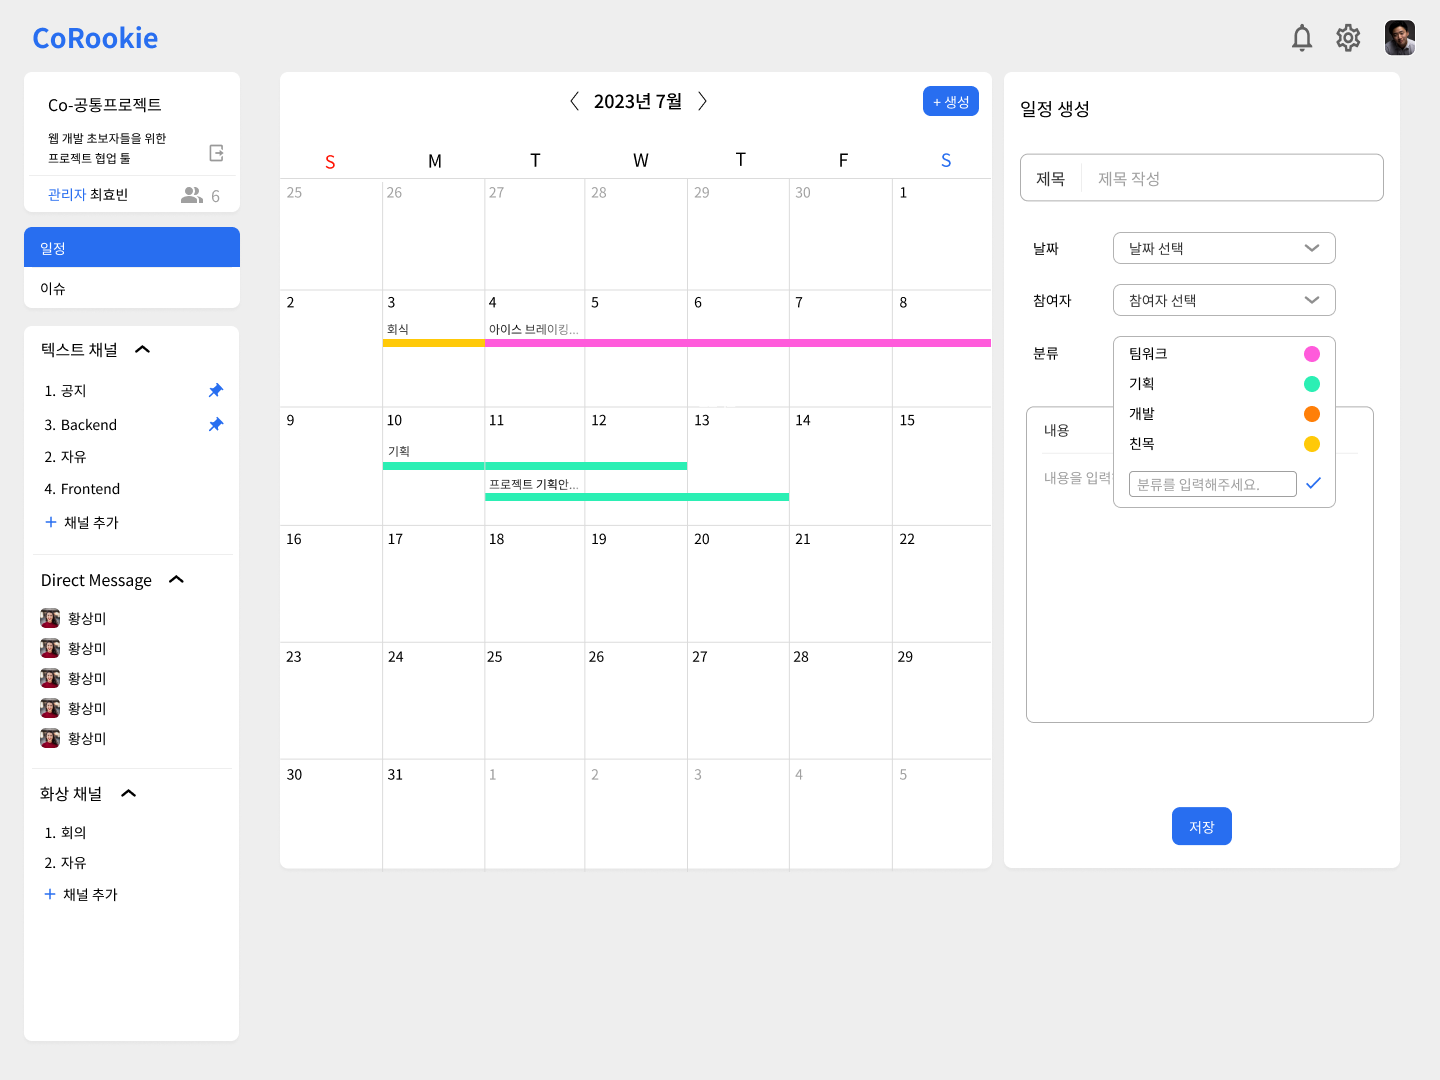 CoRookie
Co-공통프로젝트
웹 개발 초보자들을 위한
프로젝트 협업 툴
관리자 최효빈
6
일정
이슈
텍스트 채널
1. 공지
3. Backend
2. 자유
4. Frontend
+ 채널 추가
Direct Message
황상미
황상미
황상미
황상미
황상미
화상 채널
1. 회의
2. 자유
+ 채널 추가
2023년 7월
+ 생성
S M T W T F S
25 26 27 28 29 30 1
2 3 4 5 6 7 8
회식 아이스 브레이킹...
9 10 11 12 13 14 15
기획
프로젝트 기획안...
16 17 18 19 20 21 22
23 24 25 26 27 28 29
30 31 1 2 3 4 5
일정 생성
제목 제목 작성
날짜 날짜 선택
참여자 참여자 선택
분류 팀워크
기획
개발
친목
분류를 입력해주세요.
내용
내용을 입력
저장